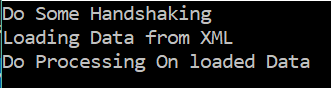 Do Some Handshaking
Loading Data from XML
Do Processing On loaded Data